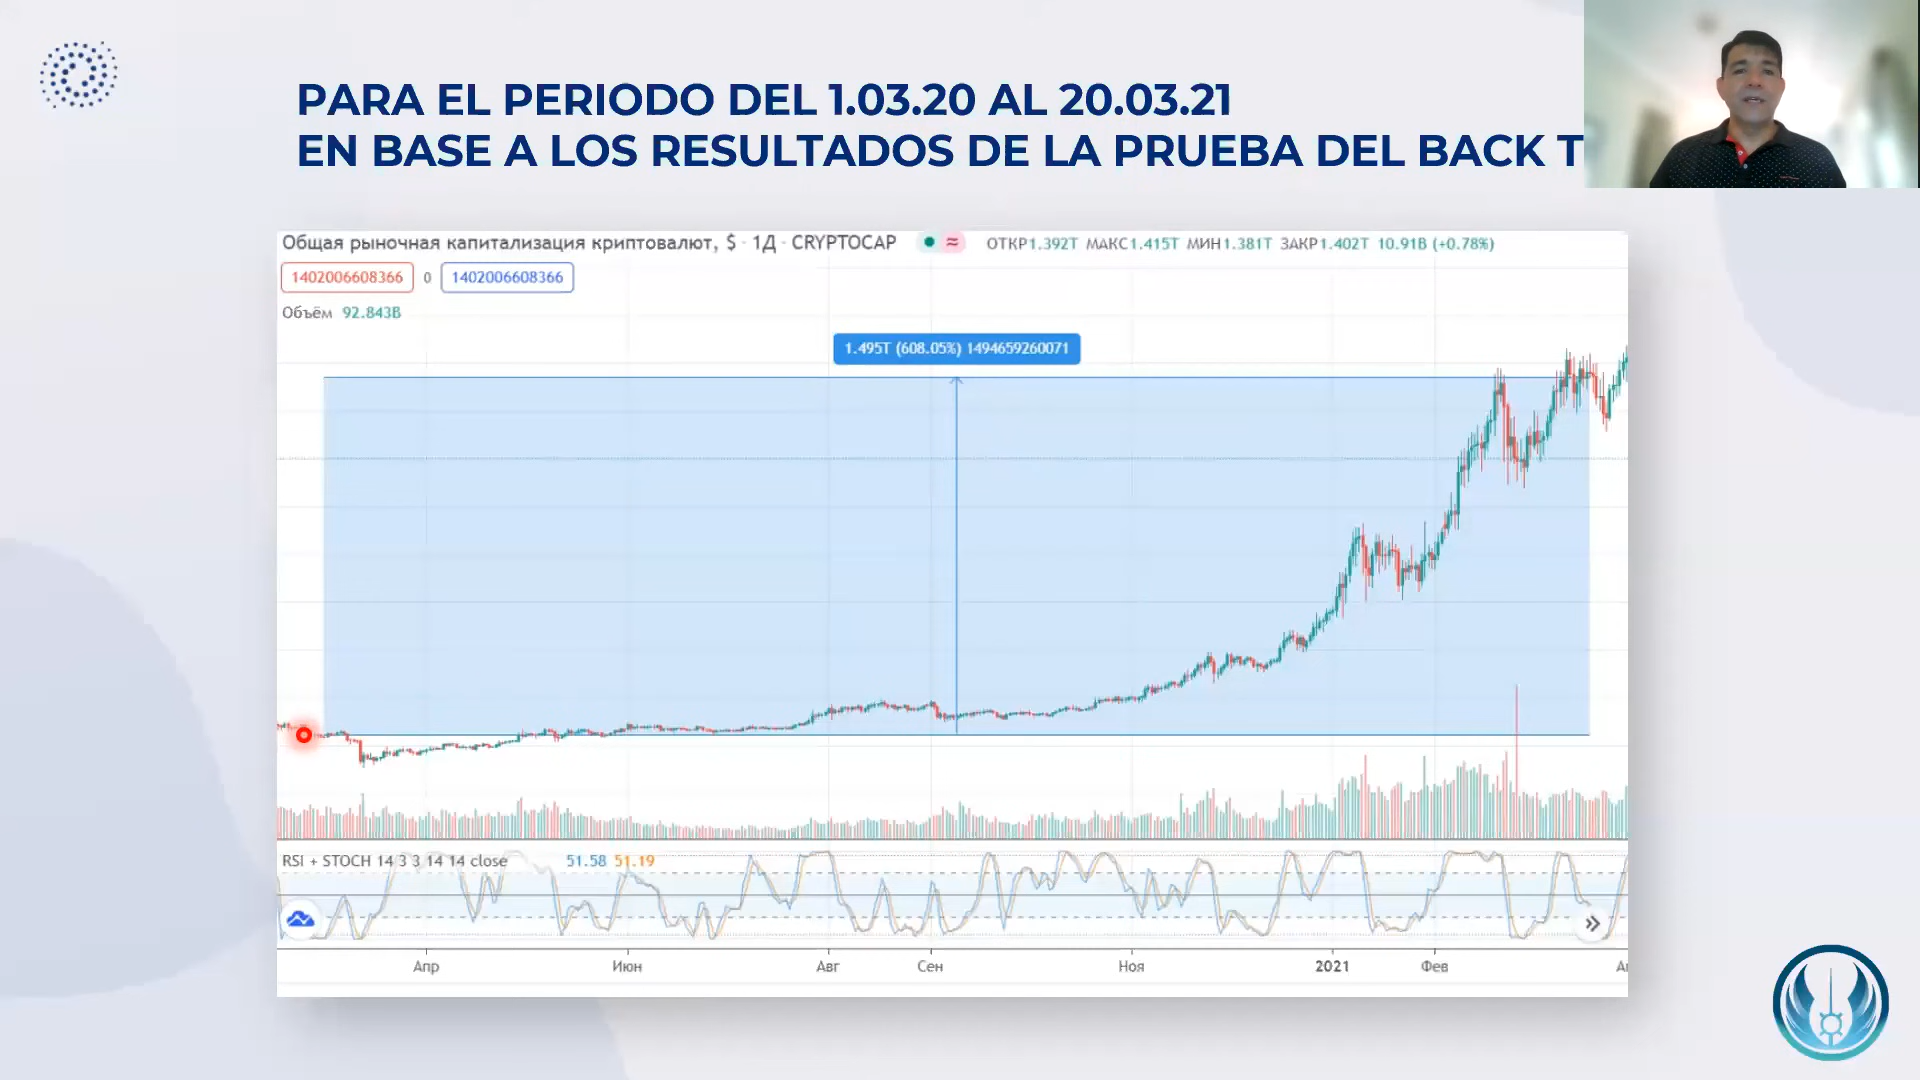 PARA EL PERIODO DEL 1.03.20 AL 20.03.21
EN BASE A LOS RESULTADOS DE LA PRUEBA DEL BACK T
Общая рыночная капитализация криптовалют, $ · 1Д · CRYPTOCAP ОТКР1.392T МАКС1.415T МИН1.381T ЗАКР1.402T 10.91B (+0.78%)
1402006608366 0 1402006608366
Объём 92.843B
1.495T (608.05%) 1494659260071
RSI + STOCH 14 3 3 14 14 close 51.58 51.19
Апр Июн Авг Сен Ноя 2021 Фев